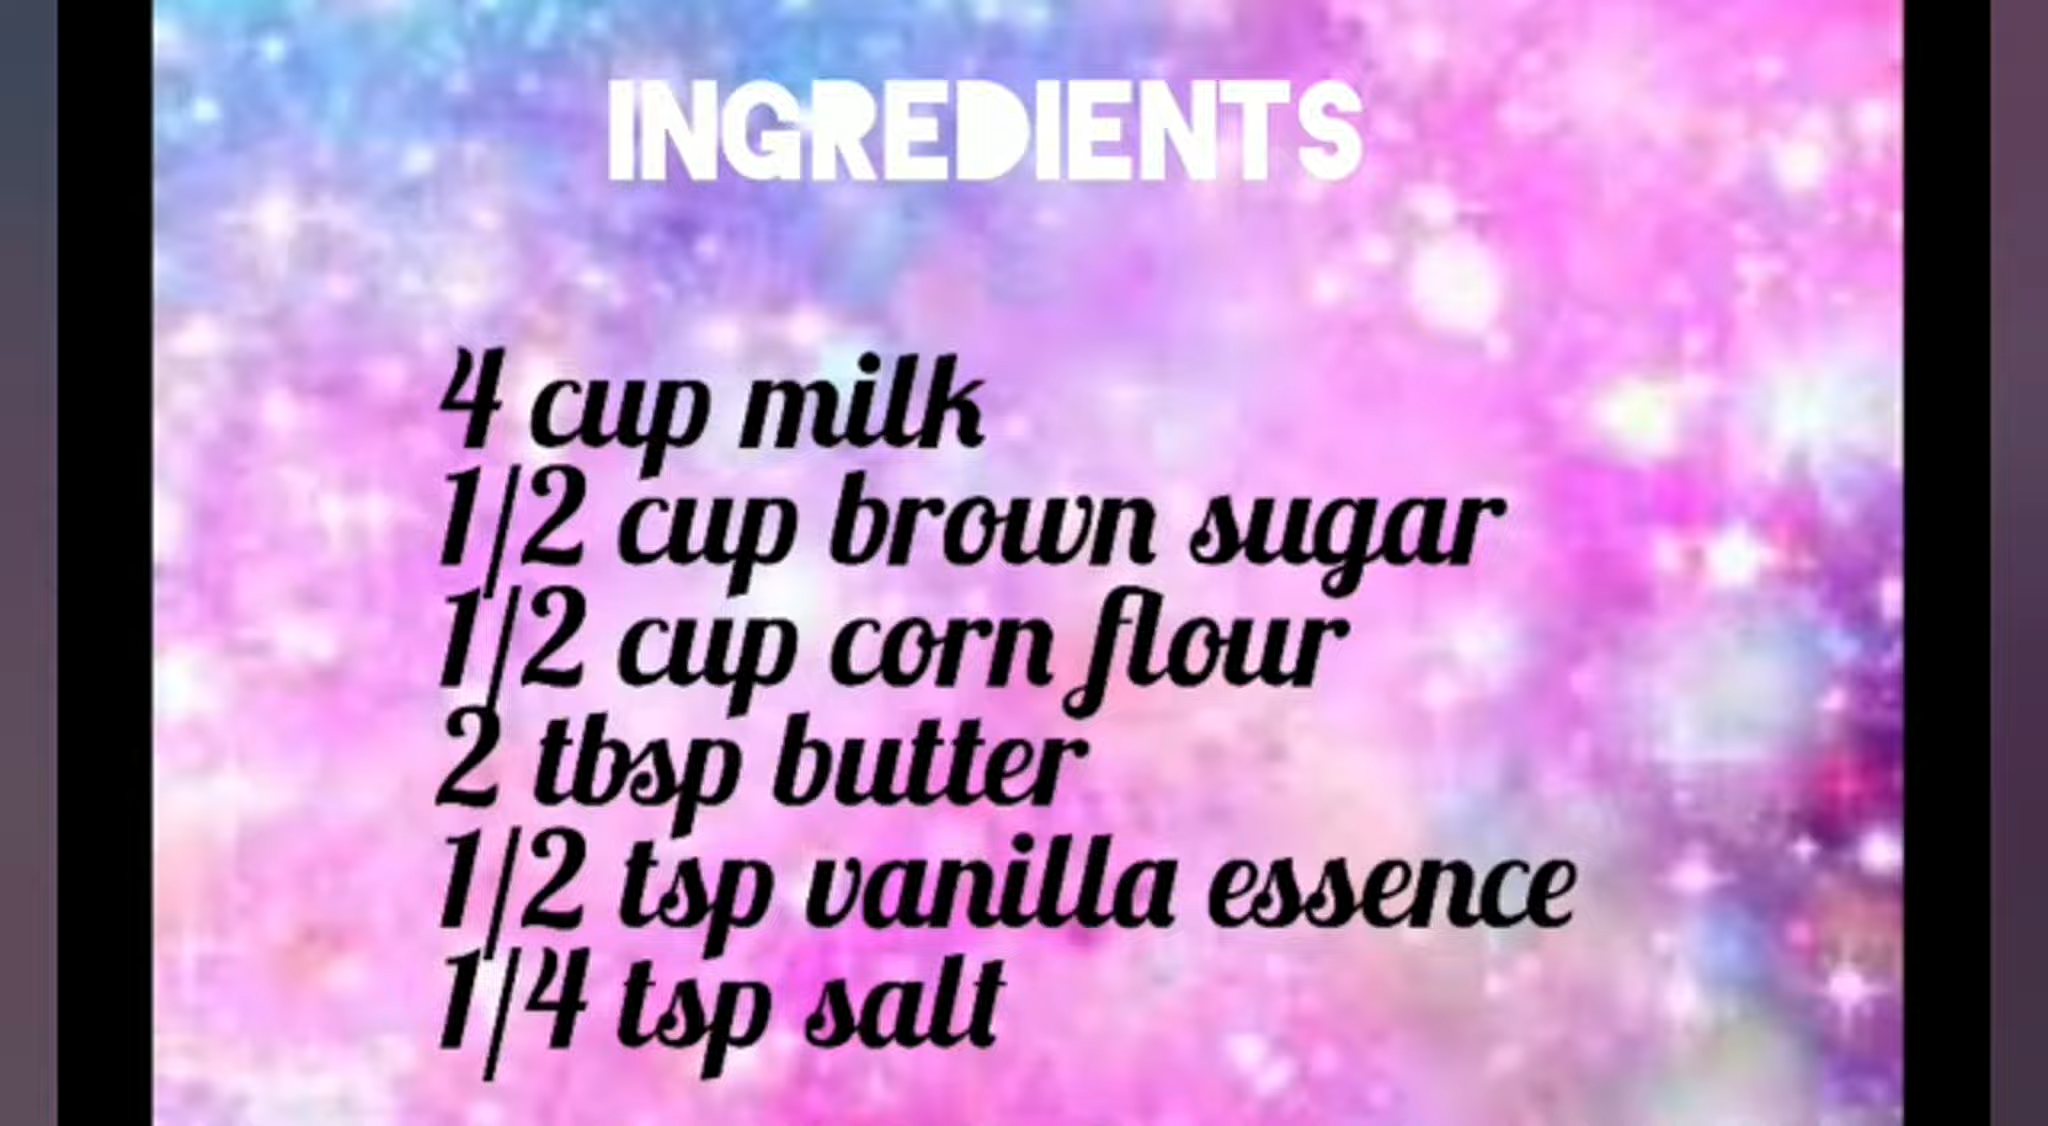 INGREDIENTS
4 cup milk
1/2 cup brown sugar
1/2 cup corn flour
2 tbsp butter
1/2 tsp vanilla essence
1/4 tsp salt